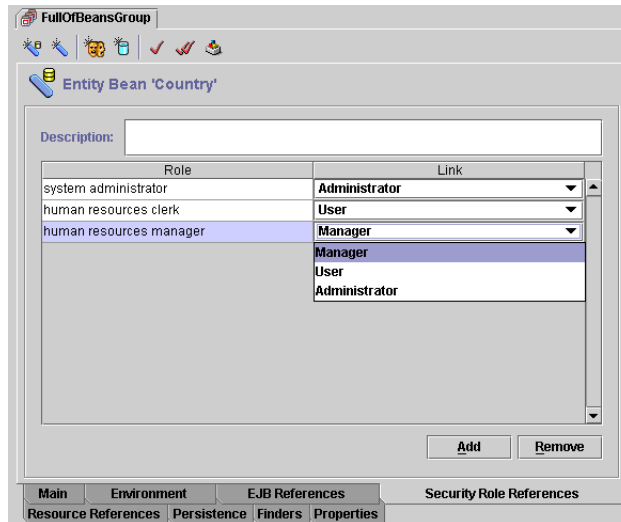 FullOfBeansGroup
Entity Bean 'Country'
Description:
Role Link
system administrator Administrator
human resources clerk User
human resources manager Manager
Manager
User
Administrator
Add Remove
Main Environment EJB References Security Role References
Resource References Persistence Finders Properties